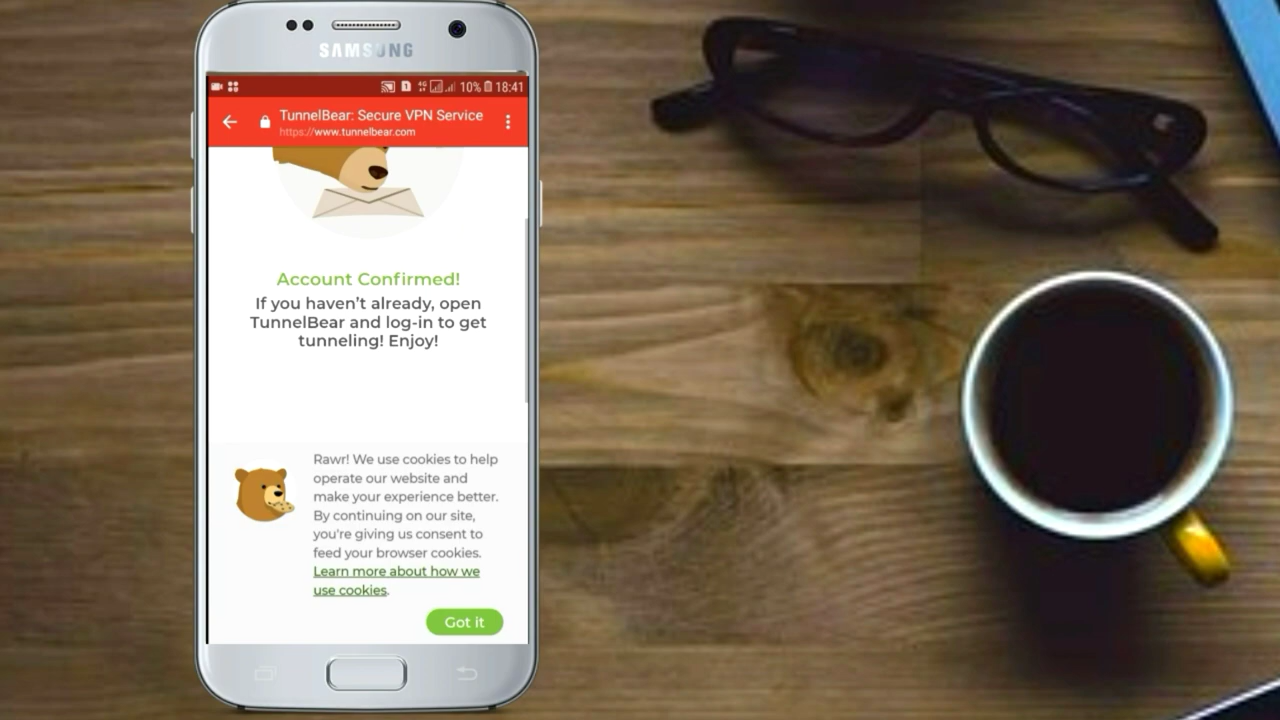 SAMSUNG
4G 10% 18:41
TunnelBear: Secure VPN Service
https://www.tunnelbear.com
Account Confirmed!
If you haven't already, open
TunnelBear and log-in to get
tunneling! Enjoy!
Rawr! We use cookies to help
operate our website and
make your experience better.
By continuing on our site,
you're giving us consent to
feed your browser cookies.
Learn more about how we
use cookies.
Got it